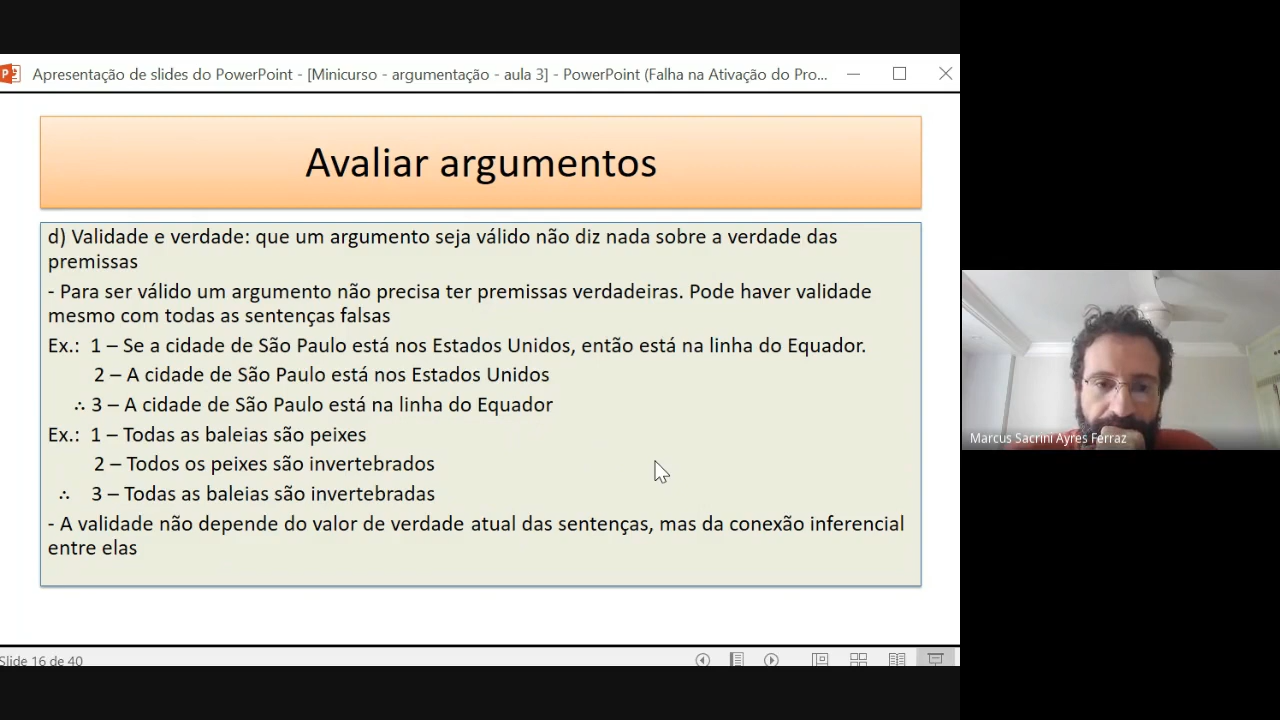 Apresentação de slides do PowerPoint - [Minicurso - argumentação - aula 3] - PowerPoint (Falha na Ativação do Pro...
Avaliar argumentos
d) Validade e verdade: que um argumento seja válido não diz nada sobre a verdade das
premissas
- Para ser válido um argumento não precisa ter premissas verdadeiras. Pode haver validade
mesmo com todas as sentenças falsas
Ex.: 1 – Se a cidade de São Paulo está nos Estados Unidos, então está na linha do Equador.
2 – A cidade de São Paulo está nos Estados Unidos
∴ 3 – A cidade de São Paulo está na linha do Equador
Ex.: 1 – Todas as baleias são peixes
2 – Todos os peixes são invertebrados
∴ 3 – Todas as baleias são invertebradas
- A validade não depende do valor de verdade atual das sentenças, mas da conexão inferencial
entre elas
Marcus Sacrini Ayres Ferraz
Slide 16 de 40